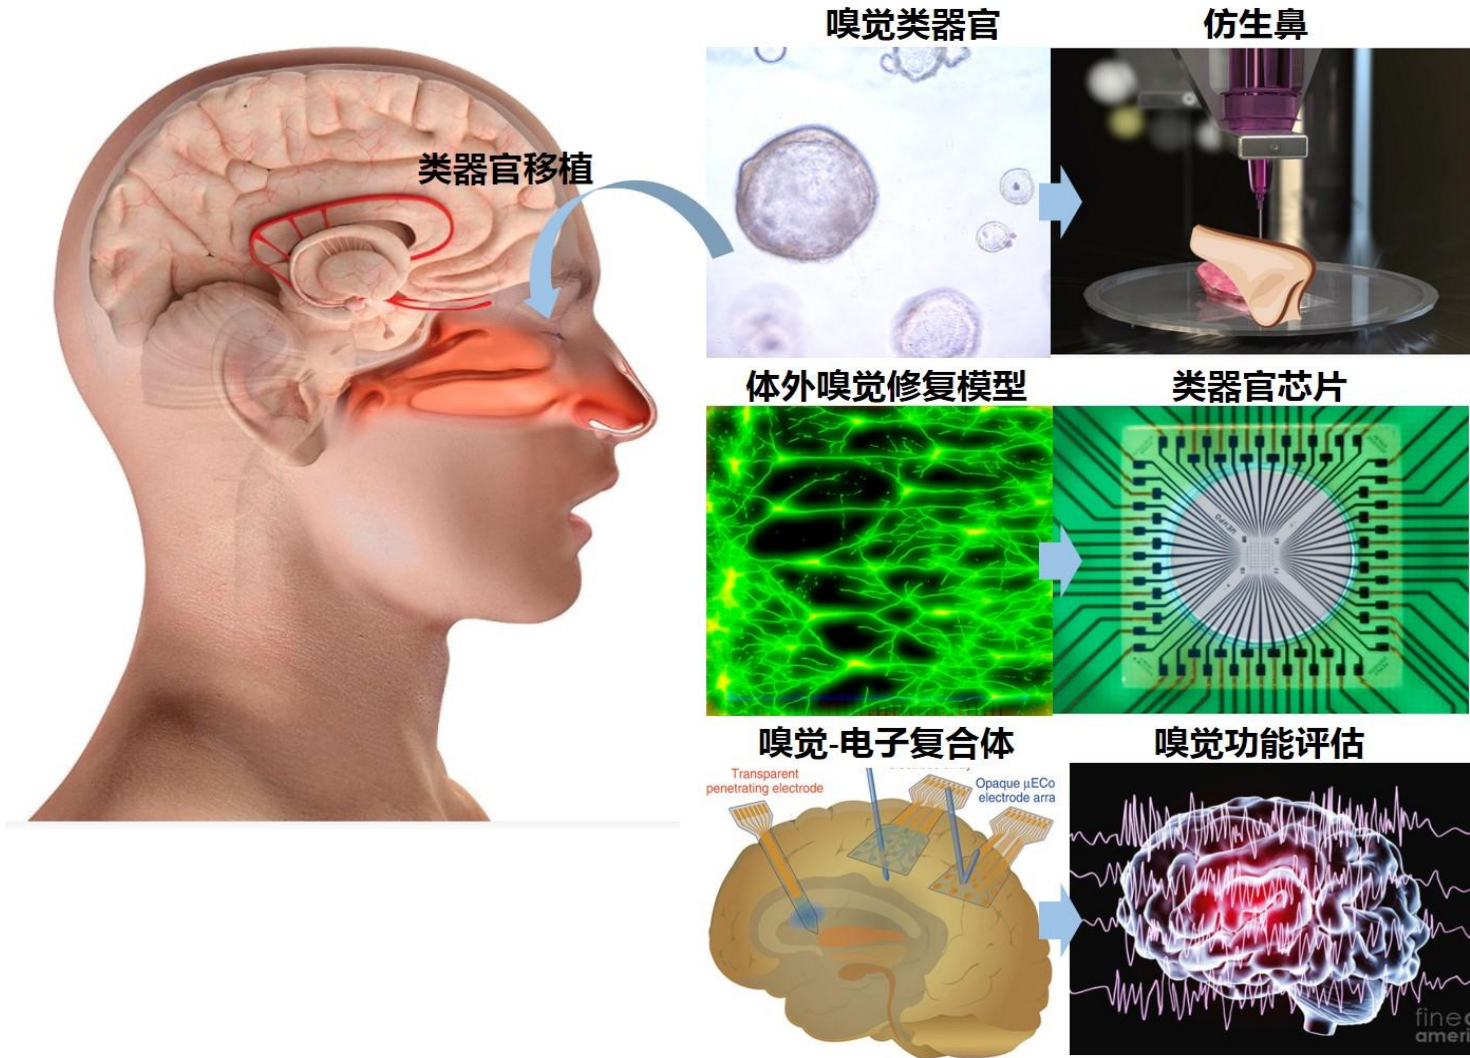 嗅觉类器官
仿生鼻
类器官移植
体外嗅觉修复模型
类器官芯片
嗅觉-电子复合体
嗅觉功能评估
Transparent
penetrating electrode
Opaque µECo
electrode arra
fine
ameri